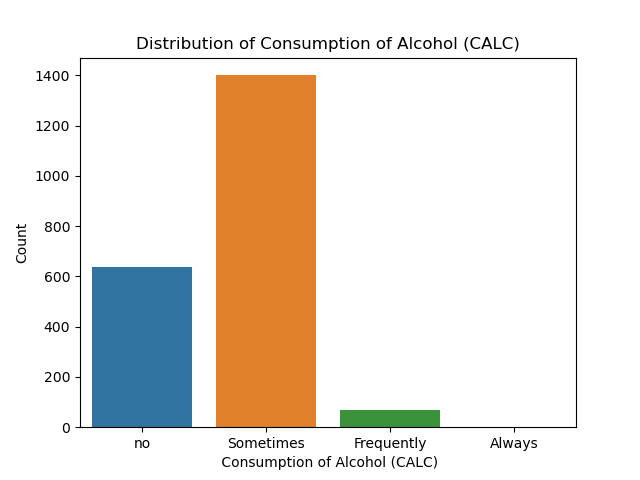 Distribution of Consumption of Alcohol (CALC)
1400
1200
1000
800
600
400
200
0
Count
no Sometimes Frequently Always
Consumption of Alcohol (CALC)